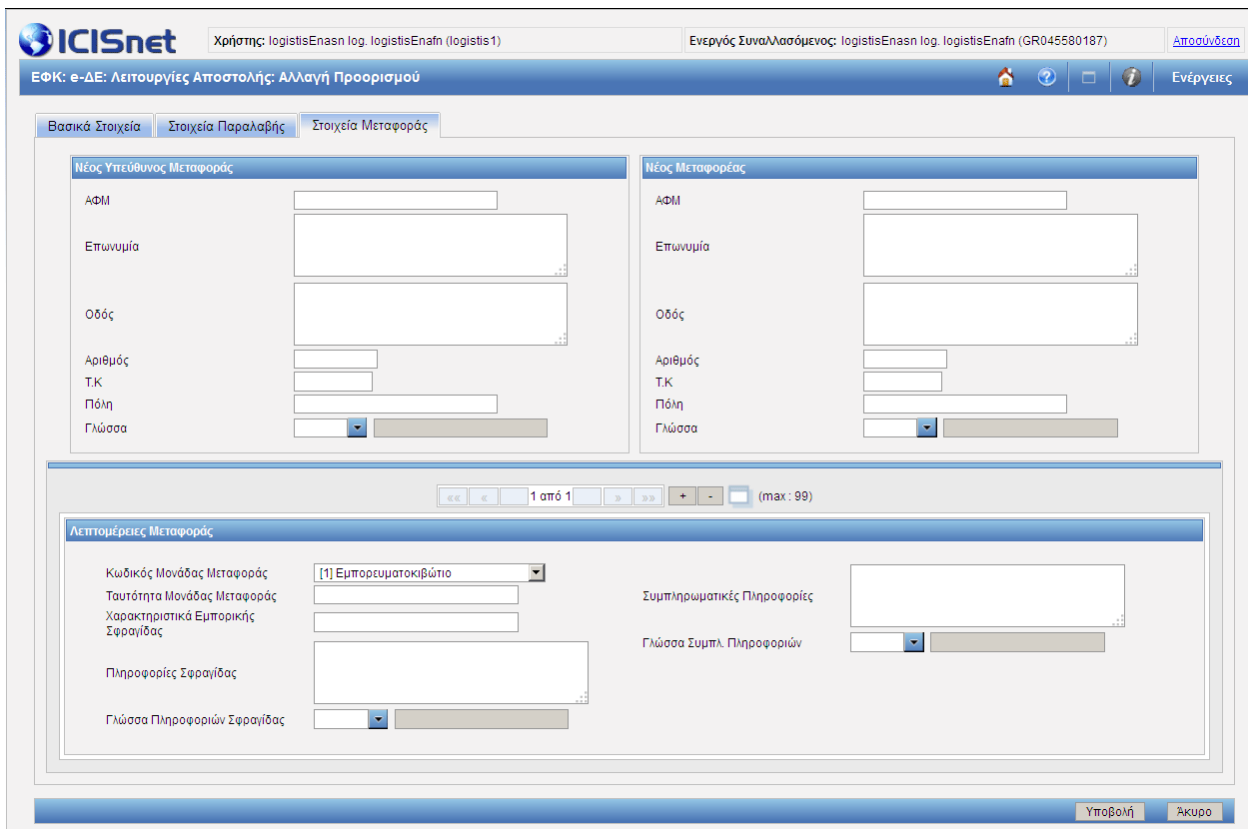 ICISnet Χρήστης: logistisEnasn log. logistisEnafn (logistis1) Ενεργός Συναλλασόμενος: logistisEnasn log. logistisEnafn (GR045580187) Αποσύνδεση
ΕΦΚ: e-ΔΕ: Λειτουργίες Αποστολής: Αλλαγή Προορισμού Ενέργειες
Βασικά Στοιχεία Στοιχεία Παραλαβής Στοιχεία Μεταφοράς
Νέος Υπεύθυνος Μεταφοράς
ΑΦΜ
Επωνυμία
Οδός
Αριθμός
Τ.Κ
Πόλη
Γλώσσα
Νέος Μεταφορέας
ΑΦΜ
Επωνυμία
Οδός
Αριθμός
Τ.Κ
Πόλη
Γλώσσα
«« « 1 από 1 » »» + - (max : 99)
Λεπτομέρειες Μεταφοράς
Κωδικός Μονάδας Μεταφοράς [1] Εμπορευματοκιβώτιο
Ταυτότητα Μονάδας Μεταφοράς
Χαρακτηριστικά Εμπορικής
Σφραγίδας
Πληροφορίες Σφραγίδας
Γλώσσα Πληροφοριών Σφραγίδας
Συμπληρωματικές Πληροφορίες
Γλώσσα Συμπλ. Πληροφοριών
Υποβολή Άκυρο